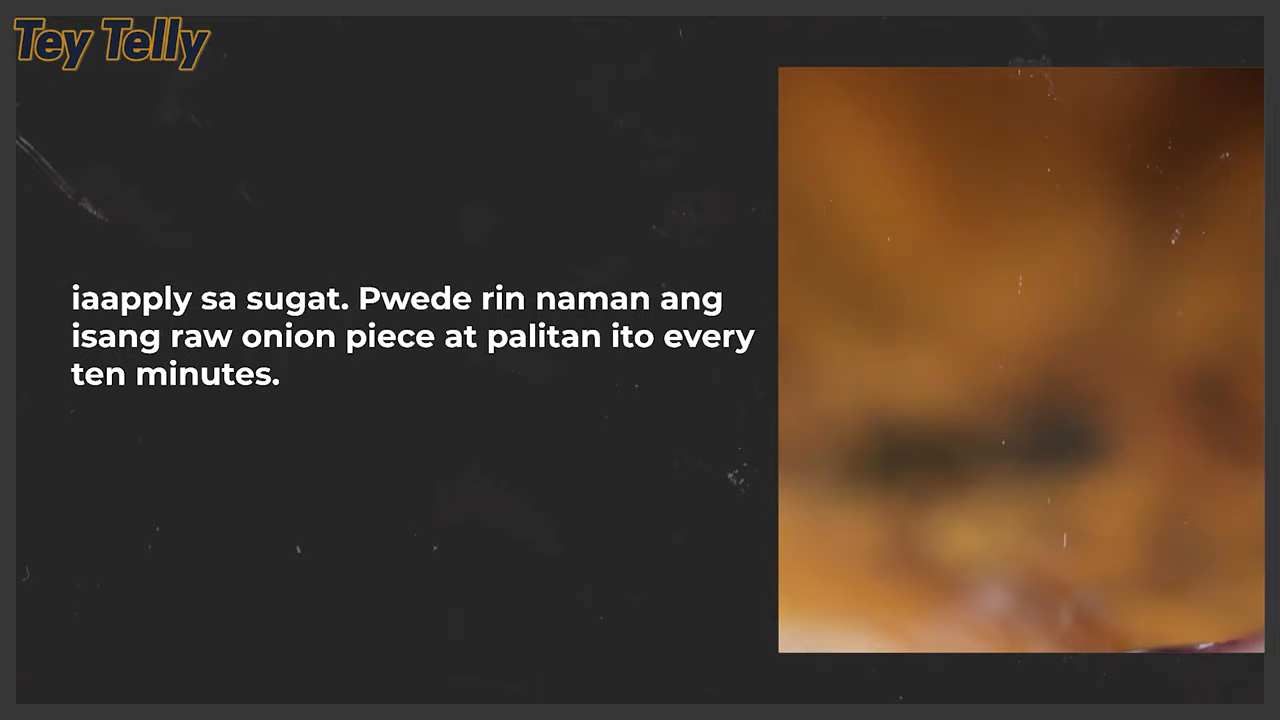 Tey Telly
iaapply sa sugat. Pwede rin naman ang
isang raw onion piece at palitan ito every
ten minutes.